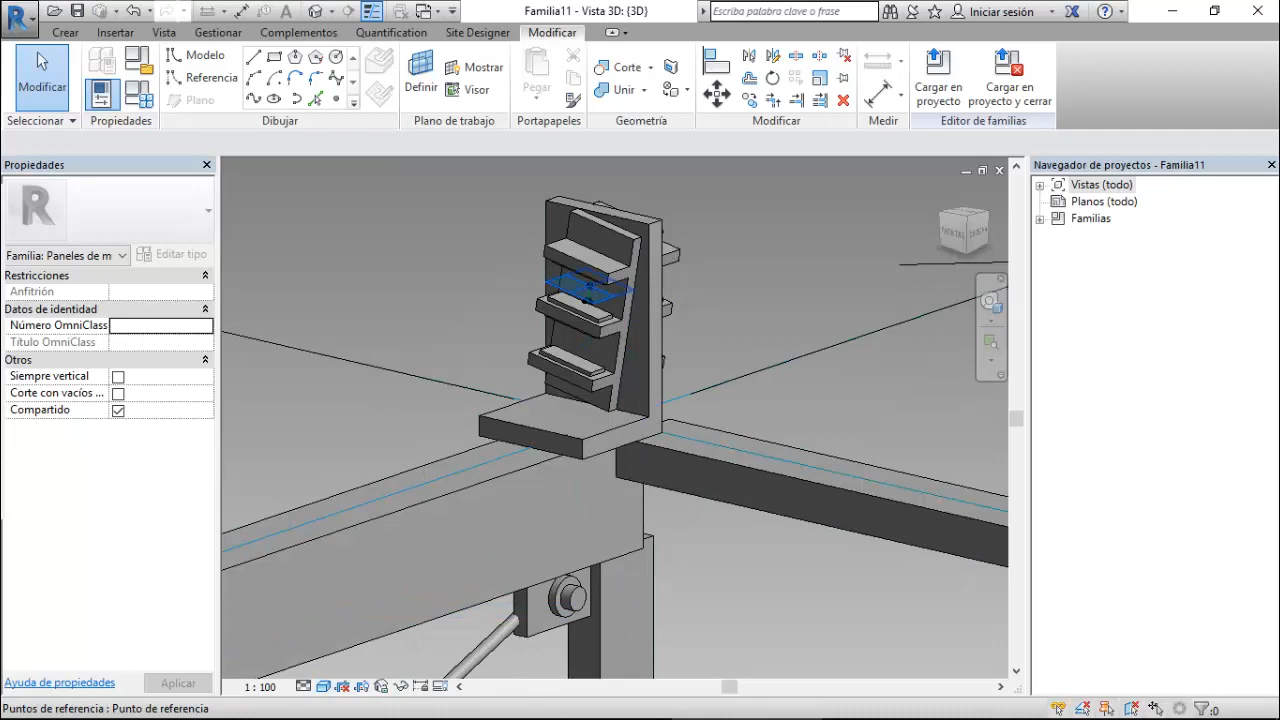 Familia11 - Vista 3D: {3D}
Escriba palabra clave o frase
Iniciar sesión
Crear
Insertar
Vista
Gestionar
Complementos
Quantification
Site Designer
Modificar
Modificar
Modelo
Referencia
Plano
Definir
Mostrar
Visor
Pegar
Corte
Unir
Cargar en
proyecto
Cargar en
proyecto y cerrar
Seleccionar
Propiedades
Dibujar
Plano de trabajo
Portapapeles
Geometría
Modificar
Medir
Editor de familias
Propiedades
Familia: Paneles de m
Editar tipo
Restricciones
Anfitrión
Datos de identidad
Número OmniClass
Título OmniClass
Otros
Siempre vertical
Corte con vacíos ...
Compartido
Ayuda de propiedades
Aplicar
Navegador de proyectos - Familia11
Vistas (todo)
Planos (todo)
Familias
1 : 100
Puntos de referencia : Punto de referencia
:0